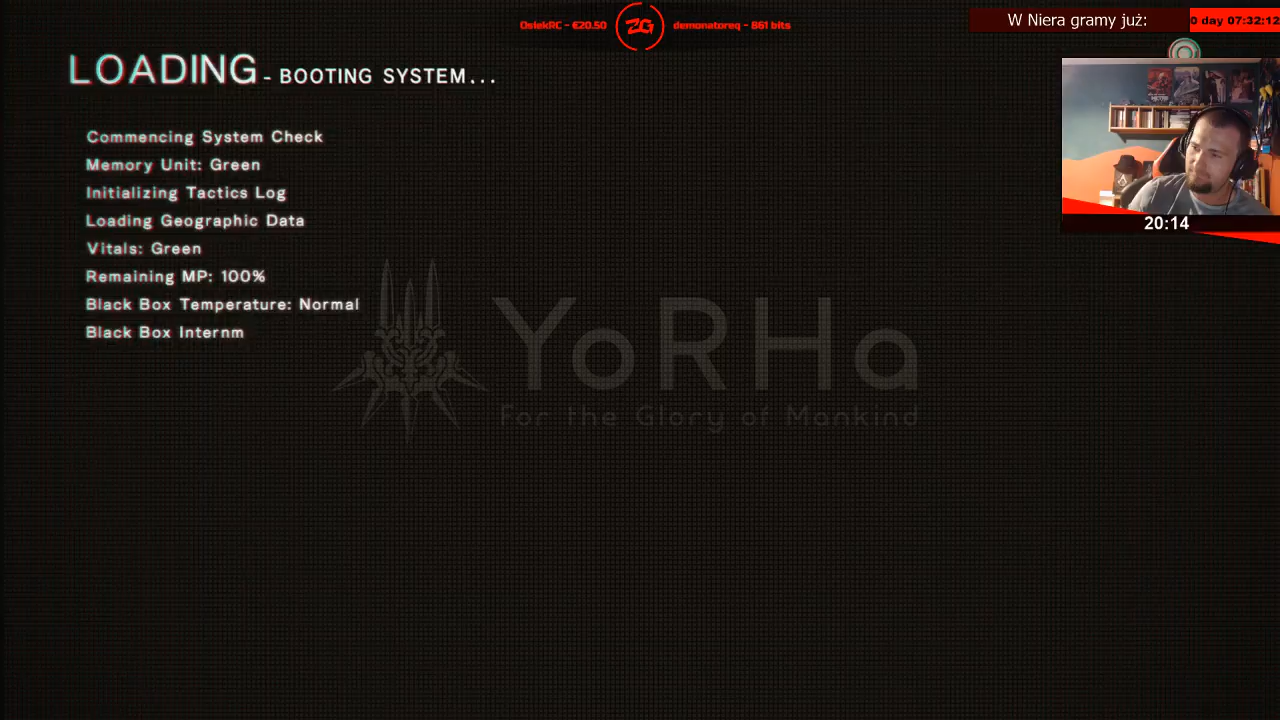 OsiekRC - €20.50
ZG
demonatoreq - 861 bits
W Niera gramy już:
0 day 07:32:12
LOADING - BOOTING SYSTEM...
Commencing System Check
Memory Unit: Green
Initializing Tactics Log
Loading Geographic Data
Vitals: Green
Remaining MP: 100%
Black Box Temperature: Normal
Black Box Internm
20:14
YoRHa
For the Glory of Mankind